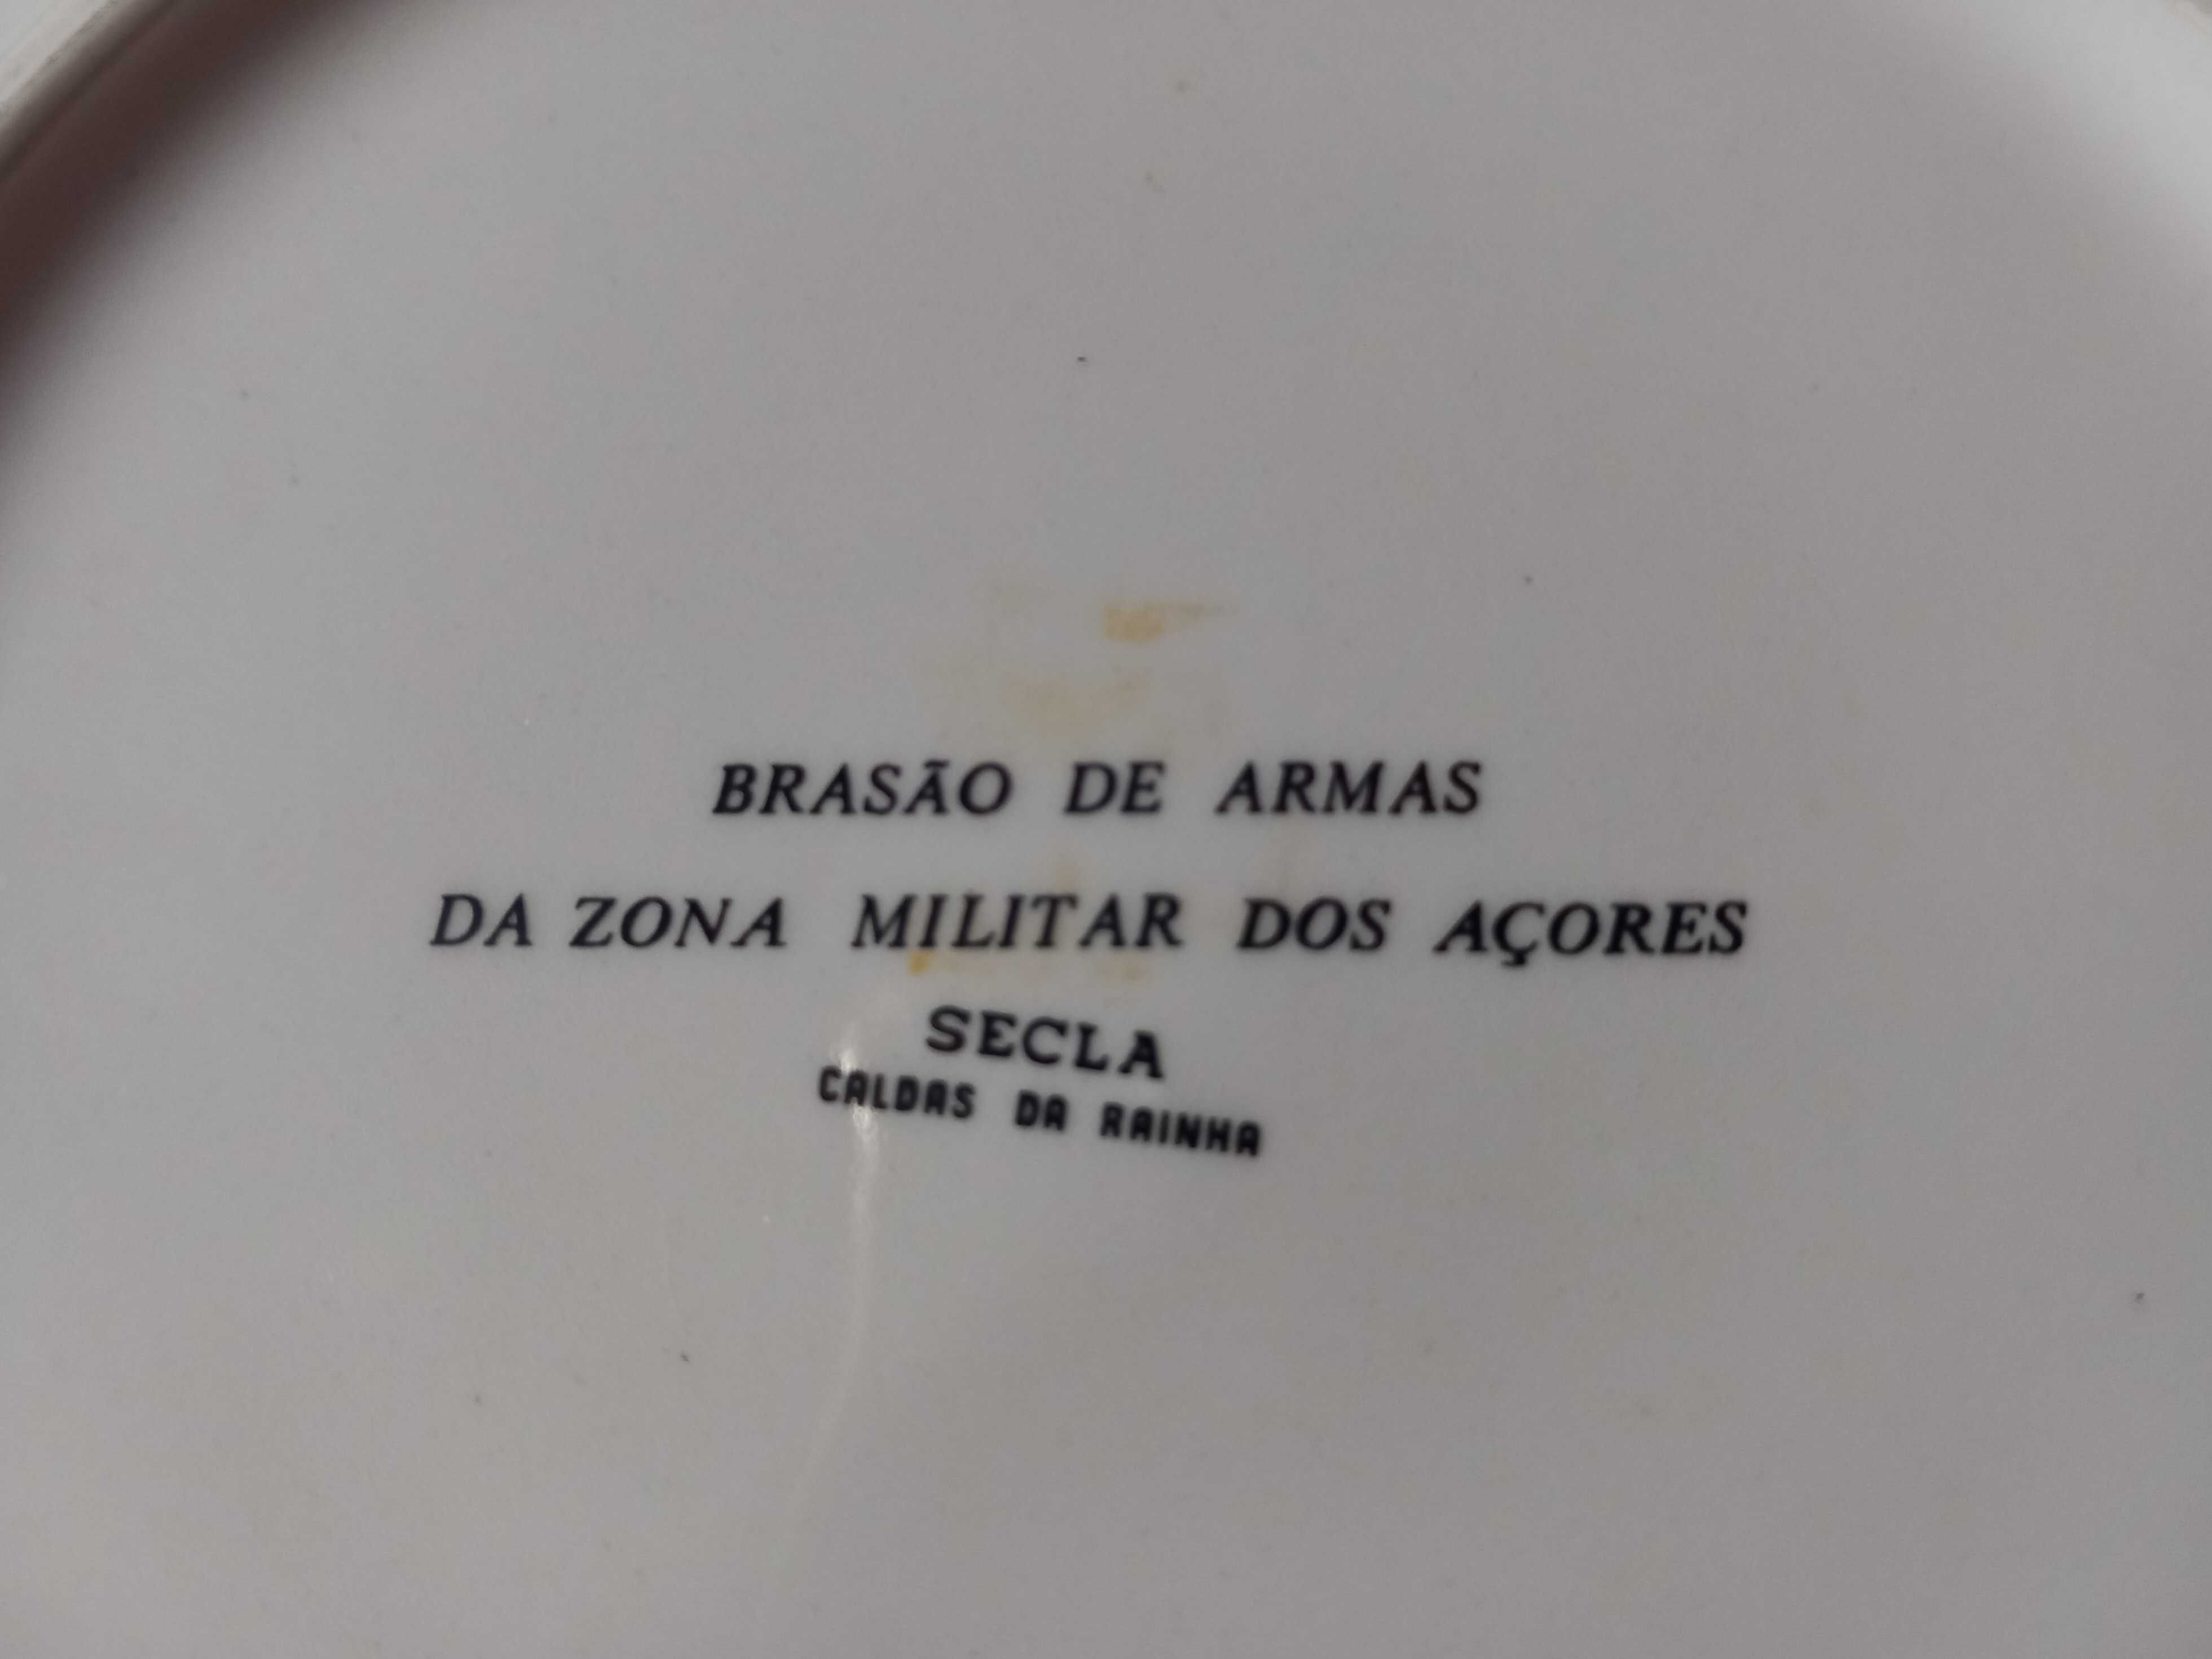 BRASÃO DE ARMAS
DA ZONA MILITAR DOS AÇORES
SECLA
CALDAS DA RAINHA